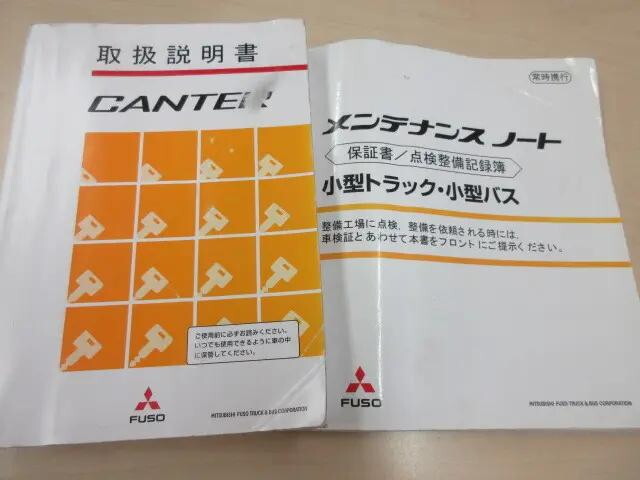 取扱説明書
CANTER
ご使用前に必ずお読みください。
いつでも使用できるように車の中
に保管してください。
FUSO
MITSUBISHI FUSO TRUCK & BUS CORPORATION
常時携行
メンテナンス ノート
保証書／点検整備記録簿
小型トラック・小型バス
整備工場に点検、整備を依頼される時には、
車検証とあわせて本書をフロントにご提示ください。
FUSO
MITSUBISHI FUSO TRUCK & BUS CORPORATION